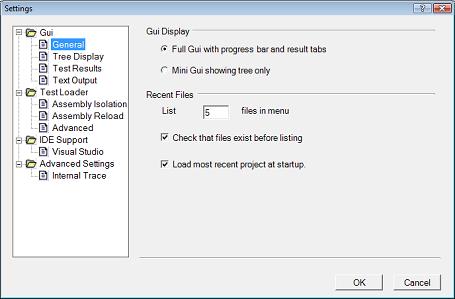 Settings
Gui
General
Tree Display
Test Results
Text Output
Test Loader
Assembly Isolation
Assembly Reload
Advanced
IDE Support
Visual Studio
Advanced Settings
Internal Trace
Gui Display
Full Gui with progress bar and result tabs
Mini Gui showing tree only
Recent Files
List 5 files in menu
Check that files exist before listing
Load most recent project at startup.
OK Cancel